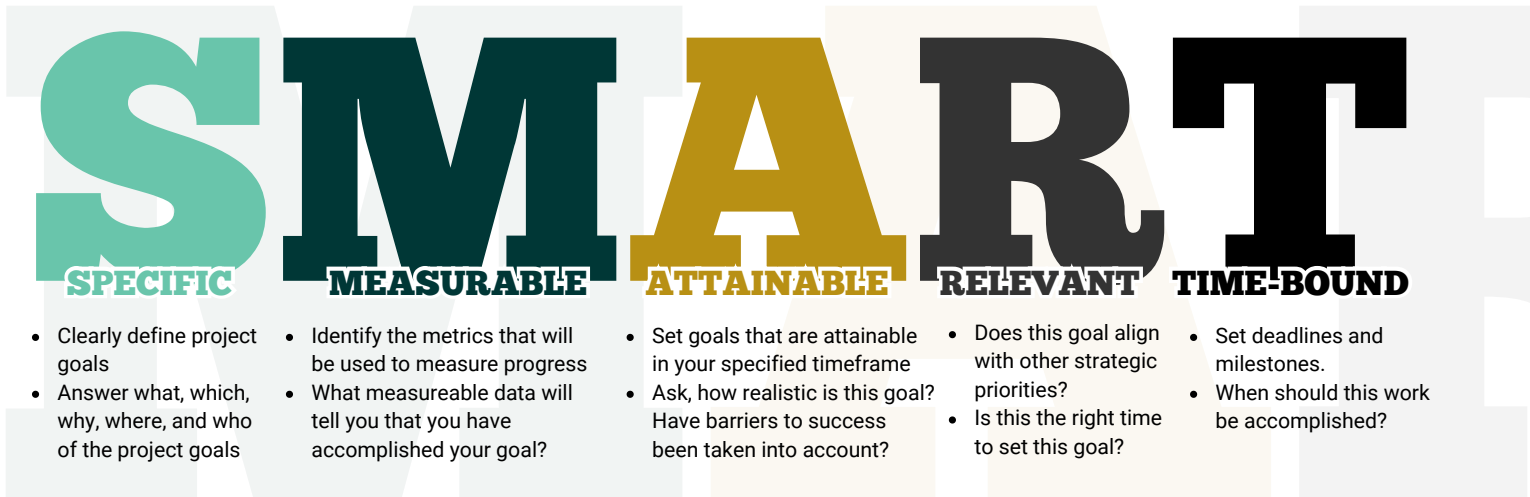 SMART
SPECIFIC
• Clearly define project
goals
• Answer what, which,
why, where, and who
of the project goals
MEASURABLE
• Identify the metrics that will
be used to measure progress
• What measureable data will
tell you that you have
accomplished your goal?
ATTAINABLE
• Set goals that are attainable
in your specified timeframe
• Ask, how realistic is this goal?
Have barriers to success
been taken into account?
RELEVANT
• Does this goal align
with other strategic
priorities?
• Is this the right time
to set this goal?
TIME-BOUND
• Set deadlines and
milestones.
• When should this work
be accomplished?